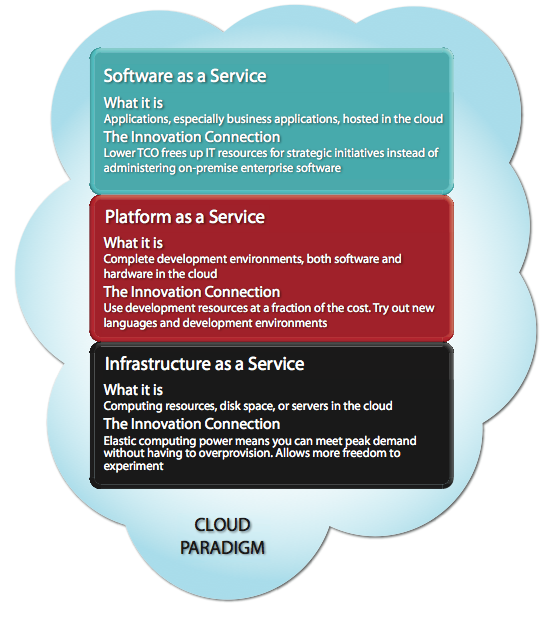 Software as a Service
What it is
Applications, especially business applications, hosted in the cloud
The Innovation Connection
Lower TCO frees up IT resources for strategic initiatives instead of
administering on-premise enterprise software
Platform as a Service
What it is
Complete development environments, both software and
hardware in the cloud
The Innovation Connection
Use development resources at a fraction of the cost. Try out new
languages and development environments
Infrastructure as a Service
What it is
Computing resources, disk space, or servers in the cloud
The Innovation Connection
Elastic computing power means you can meet peak demand
without having to overprovision. Allows more freedom to
experiment
CLOUD
PARADIGM